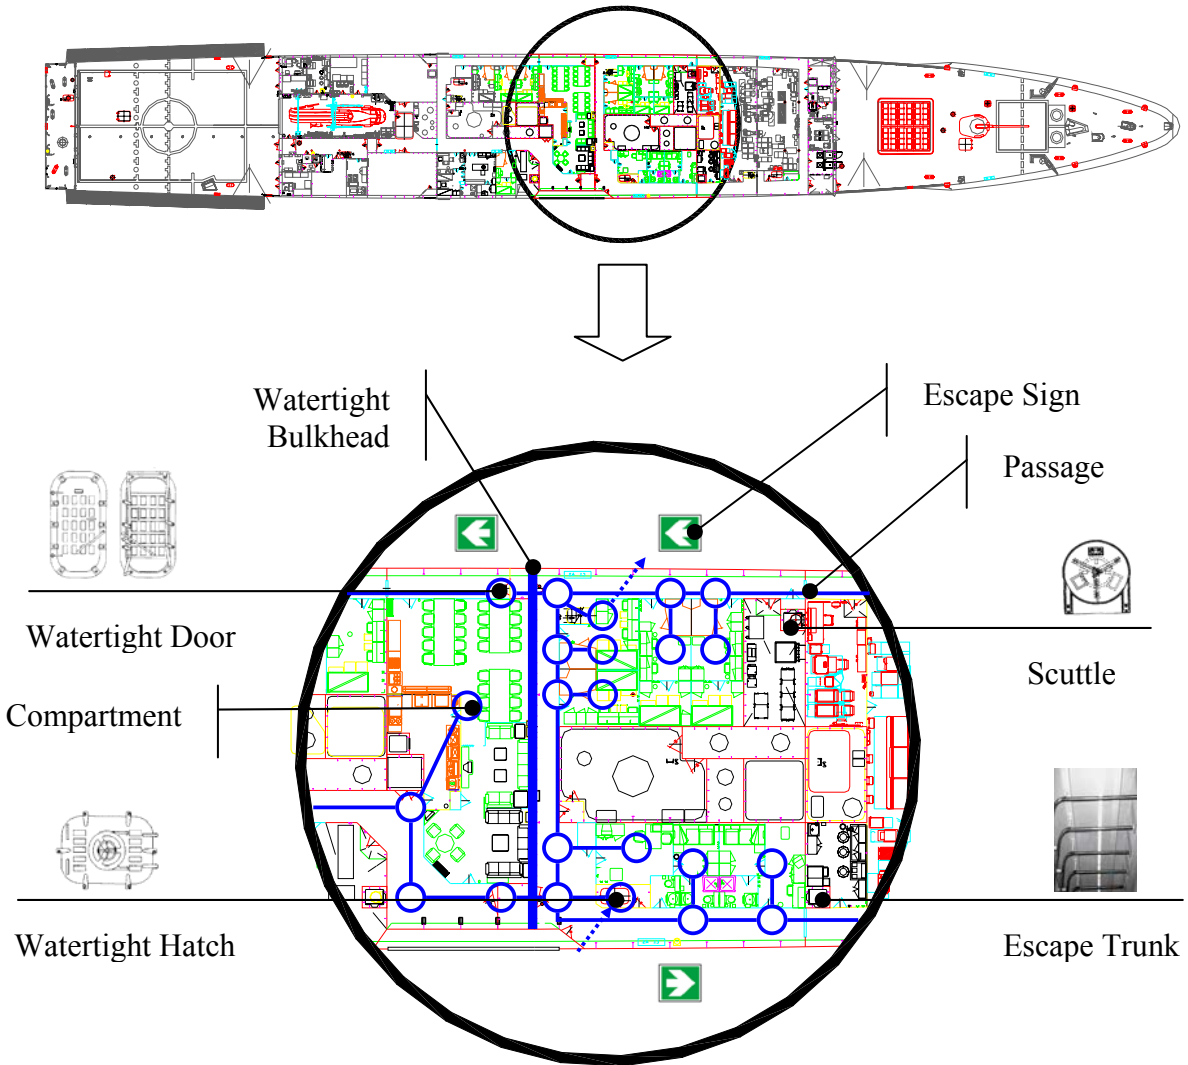 Watertight
Bulkhead
Escape Sign
Passage
Watertight Door
Scuttle
Compartment
Watertight Hatch
Escape Trunk